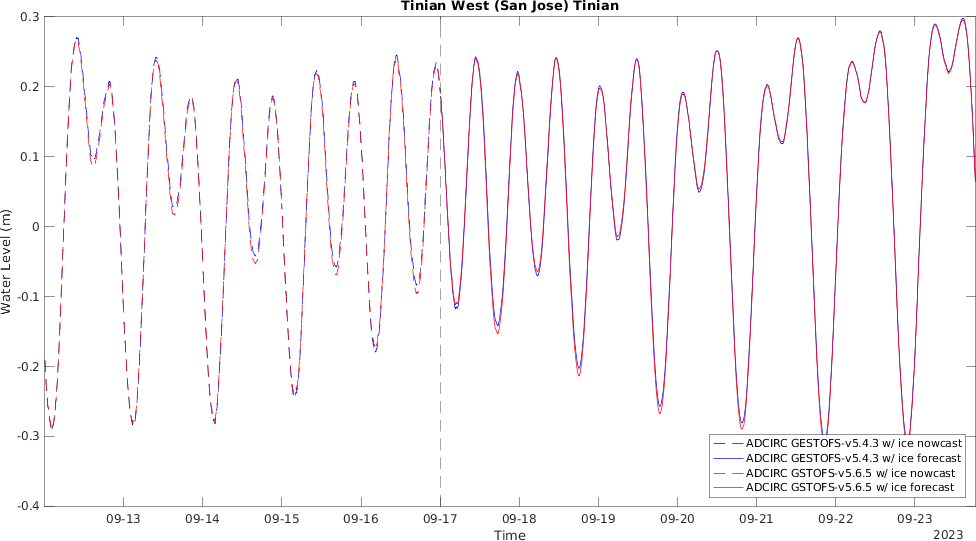 Tinian West (San Jose) Tinian
0.3
0.2
0.1
0
-0.1
-0.2
-0.3
-0.4
Water Level (m)
ADCIRC GESTOFS-v5.4.3 w/ ice nowcast
ADCIRC GESTOFS-v5.4.3 w/ ice forecast
ADCIRC GSTOFS-v5.6.5 w/ ice nowcast
ADCIRC GSTOFS-v5.6.5 w/ ice forecast
09-13 09-14 09-15 09-16 09-17 09-18 09-19 09-20 09-21 09-22 09-23
Time
2023